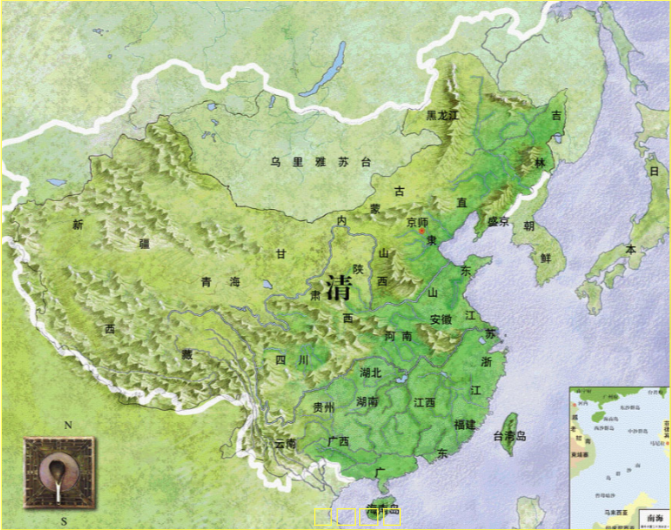 黑龙江
吉
林
乌里雅苏台
日
本
古
蒙
内
直
隶
京师
盛京
朝
鲜
新
疆
甘
肃
山
西
陕
西
青海
清
东
山
江
苏
西
藏
河南
安徽
四川
浙
江
湖北
湖南
江西
贵州
福建
台湾岛
云南
广西
广
东
海南岛
N
S
南海